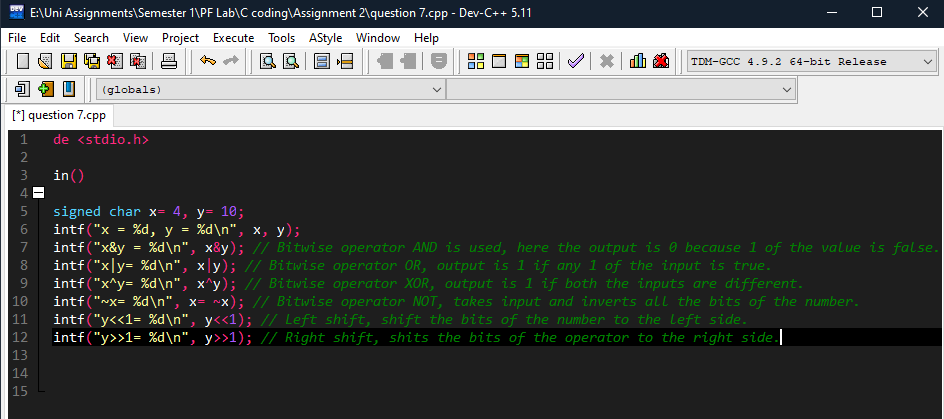 E:\Uni Assignments\Semester 1\PF Lab\C coding\Assignment 2\question 7.cpp - Dev-C++ 5.11
File Edit Search View Project Execute Tools AStyle Window Help
TDM-GCC 4.9.2 64-bit Release
(globals)
[*] question 7.cpp
1 de <stdio.h>
2
3 in()
4
5 signed char x= 4, y= 10;
6 intf("x = %d, y = %d\n", x, y);
7 intf("x&y = %d\n", x&y); // Bitwise operator AND is used, here the output is 0 because 1 of the value is false.
8 intf("x|y= %d\n", x|y); // Bitwise operator OR, output is 1 if any 1 of the input is true.
9 intf("x^y= %d\n", x^y); // Bitwise operator XOR, output is 1 if both the inputs are different.
10 intf("~x= %d\n", x= ~x); // Bitwise operator NOT, takes input and inverts all the bits of the number.
11 intf("y<<1= %d\n", y<<1); // Left shift, shift the bits of the number to the left side.
12 intf("y>>1= %d\n", y>>1); // Right shift, shits the bits of the operator to the right side.
13
14
15